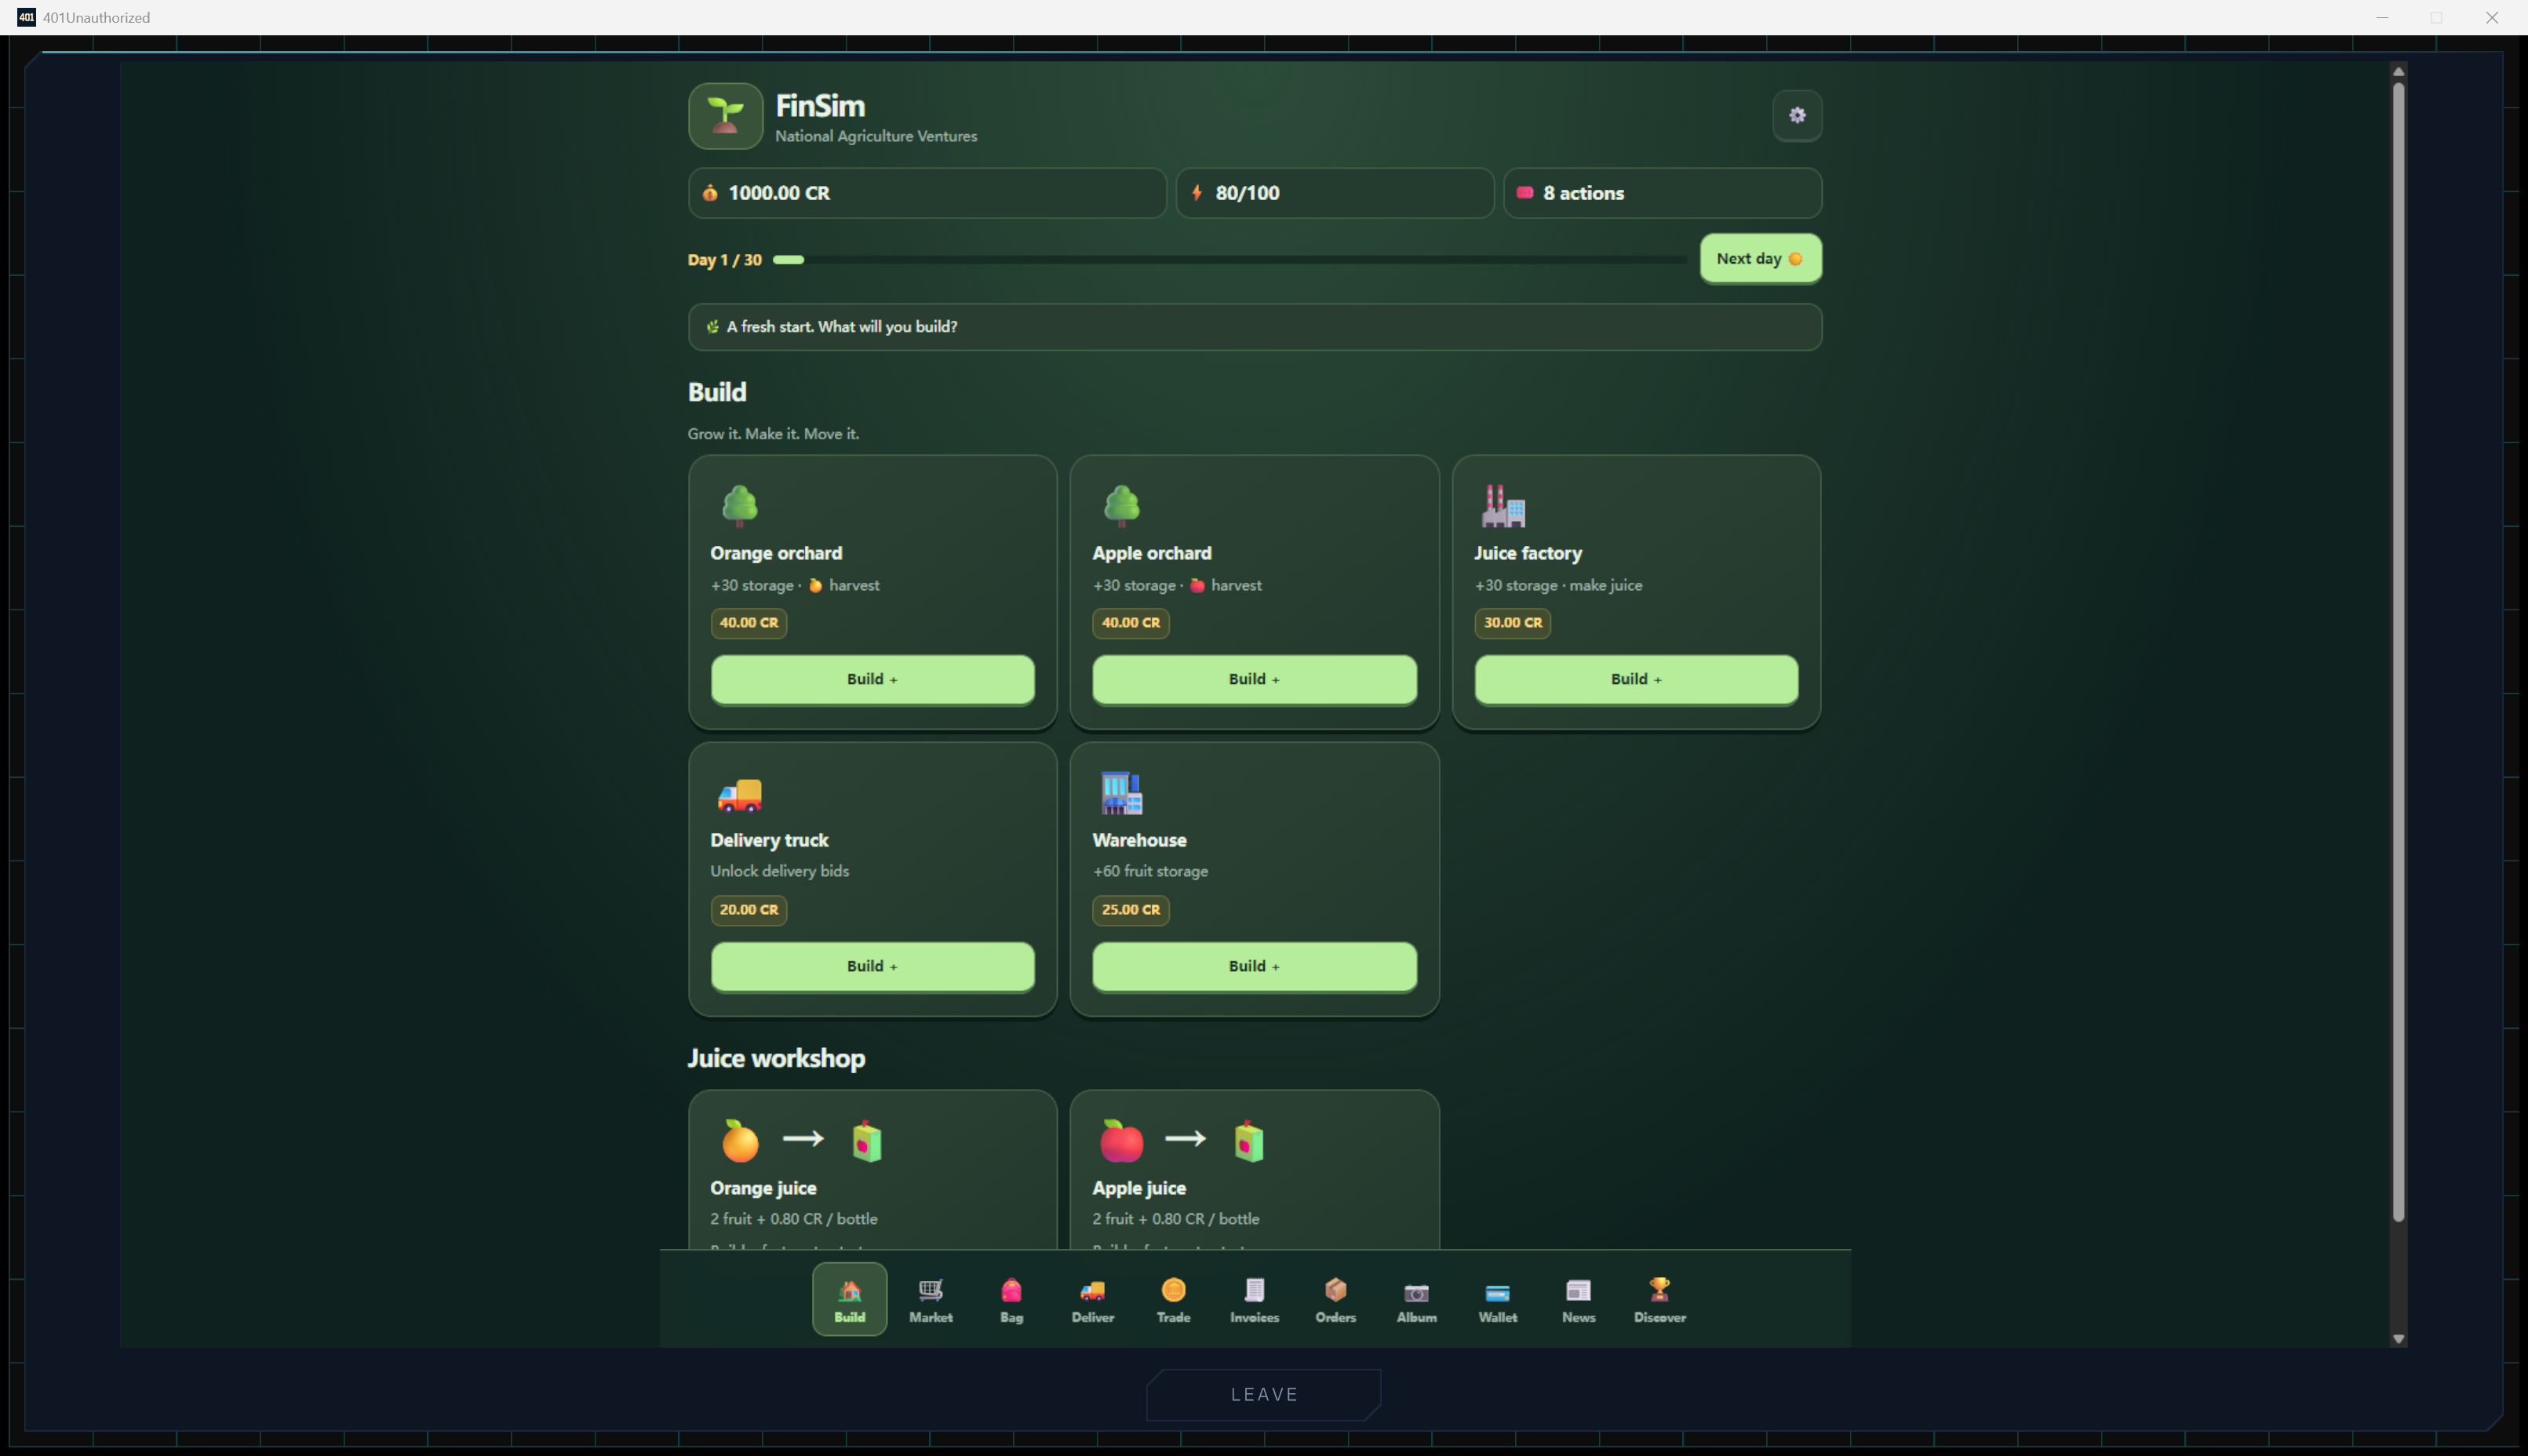 401 401Unauthorized
FinSim
National Agriculture Ventures
1000.00 CR
80/100
8 actions
Day 1 / 30
Next day
A fresh start. What will you build?
Build
Grow it. Make it. Move it.
Orange orchard
+30 storage · harvest
40.00 CR
Build +
Apple orchard
+30 storage · harvest
40.00 CR
Build +
Juice factory
+30 storage · make juice
30.00 CR
Build +
Delivery truck
Unlock delivery bids
20.00 CR
Build +
Warehouse
+60 fruit storage
25.00 CR
Build +
Juice workshop
Orange juice
2 fruit + 0.80 CR / bottle
Apple juice
2 fruit + 0.80 CR / bottle
Build
Market
Bag
Deliver
Trade
Invoices
Orders
Album
Wallet
News
Discover
LEAVE